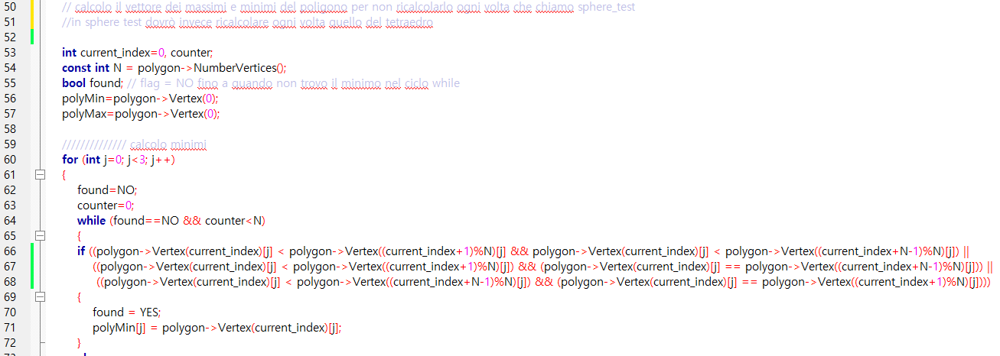 50 // calcolo il vettore dei massimi e minimi del poligono per non ricalcolarlo ogni volta che chiamo sphere_test
51 //in sphere test dovrò invece ricalcolare ogni volta quello del tetraedro
52
53 int current_index=0, counter;
54 const int N = polygon->NumberVertices();
55 bool found; // flag = NO fino a quando non trovo il minimo nel ciclo while
56 polyMin=polygon->Vertex(0);
57 polyMax=polygon->Vertex(0);
58
59 ////////////// calcolo minimi
60 for (int j=0; j<3; j++)
61 {
62 found=NO;
63 counter=0;
64 while (found==NO && counter<N)
65 {
66 if ((polygon->Vertex(current_index)[j] < polygon->Vertex((current_index+1)%N)[j] && polygon->Vertex(current_index)[j] < polygon->Vertex((current_index+N-1)%N)[j]) ||
67 ((polygon->Vertex(current_index)[j] < polygon->Vertex((current_index+1)%N)[j]) && (polygon->Vertex(current_index)[j] == polygon->Vertex((current_index+N-1)%N)[j])) ||
68 ((polygon->Vertex(current_index)[j] < polygon->Vertex((current_index+N-1)%N)[j]) && (polygon->Vertex(current_index)[j] == polygon->Vertex((current_index+1)%N)[j])))
69 {
70 found = YES;
71 polyMin[j] = polygon->Vertex(current_index)[j];
72 }